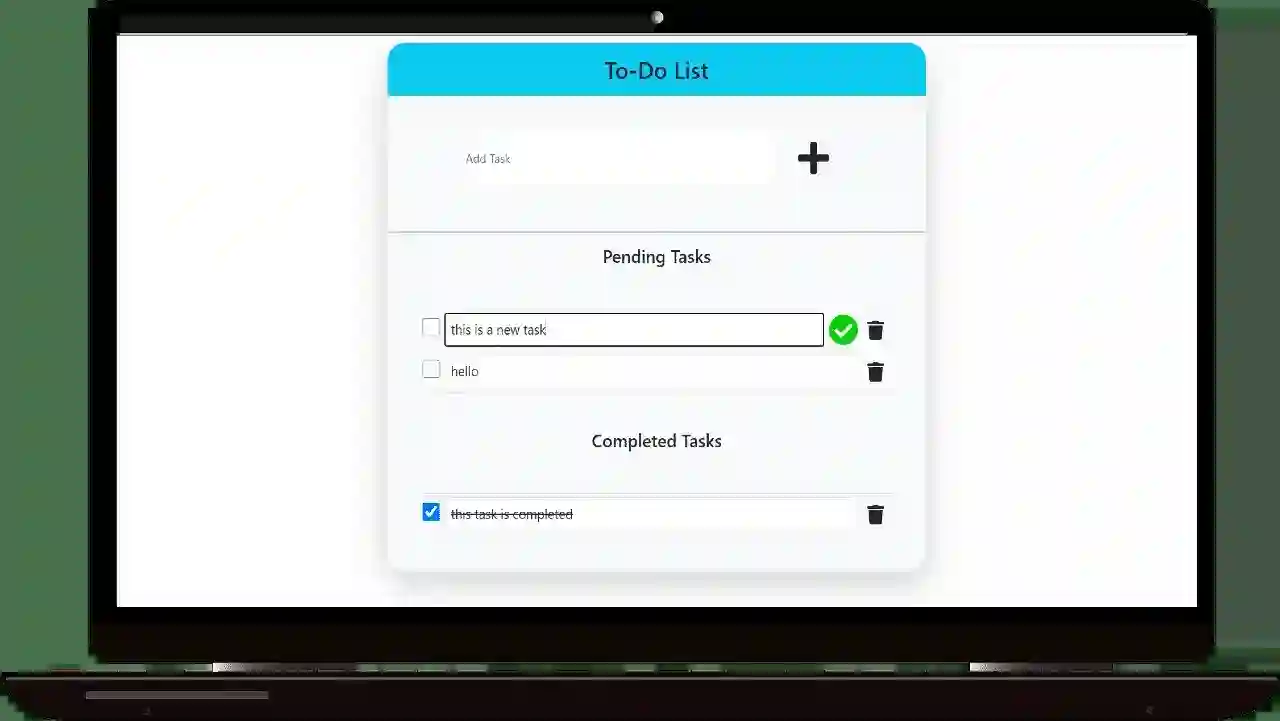 To-Do List
Add Task
Pending Tasks
this is a new task
hello
Completed Tasks
this task is completed